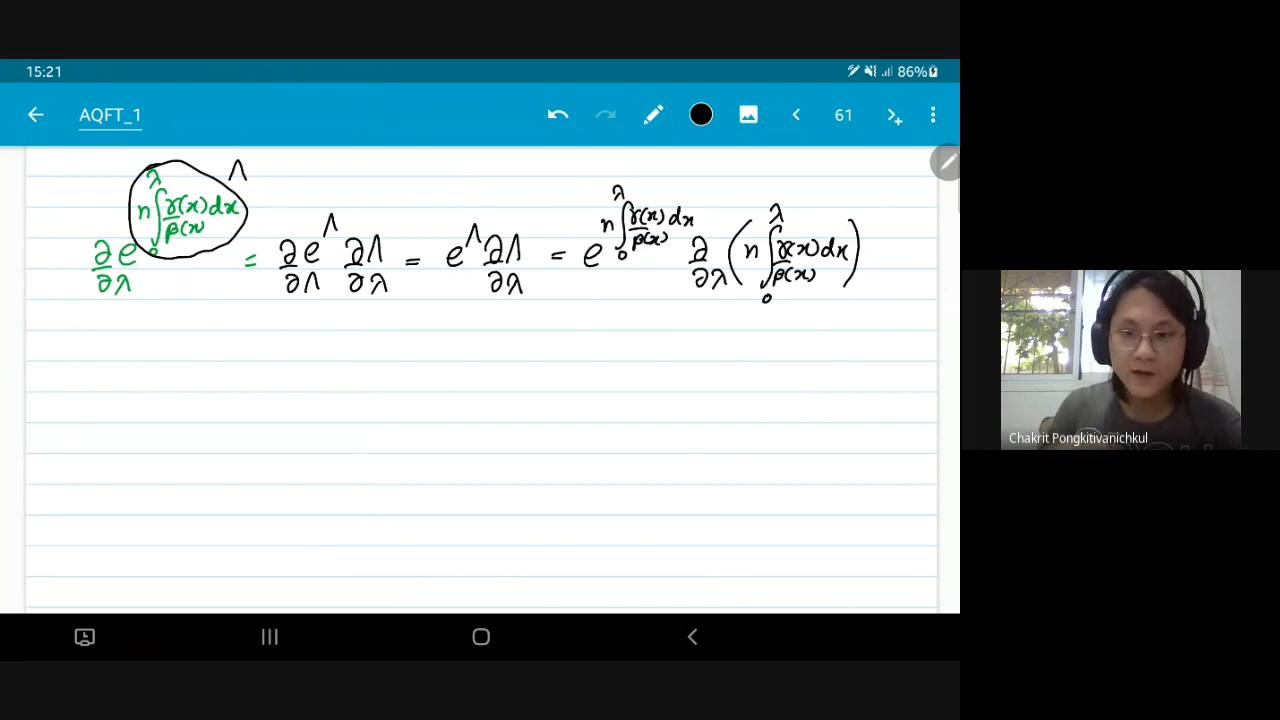 15:21
86%
AQFT_1
61
∂/∂λ e^{n∫₀^λ γ(x)/β(x) dx} Λ = ∂e^Λ/∂Λ ∂Λ/∂λ = e^Λ ∂Λ/∂λ = e^{n∫₀^λ γ(x)/β(x) dx} ∂/∂λ (n∫₀^λ γ(x)/β(x) dx)
Chakrit Pongkitivanichkul